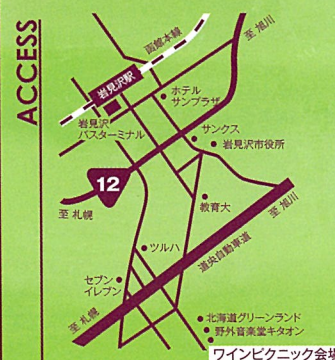 ACCESS
函館本線
至 旭川
岩見沢駅
ホテル
サンプラザ
岩見沢
バスターミナル
サンクス
岩見沢市役所
12
至 札幌
教育大
至 旭川
ツルハ
道央自動車道
セブン
イレブン
至 札幌
北海道グリーンランド
野外音楽堂キタオン
ワインピクニック会場